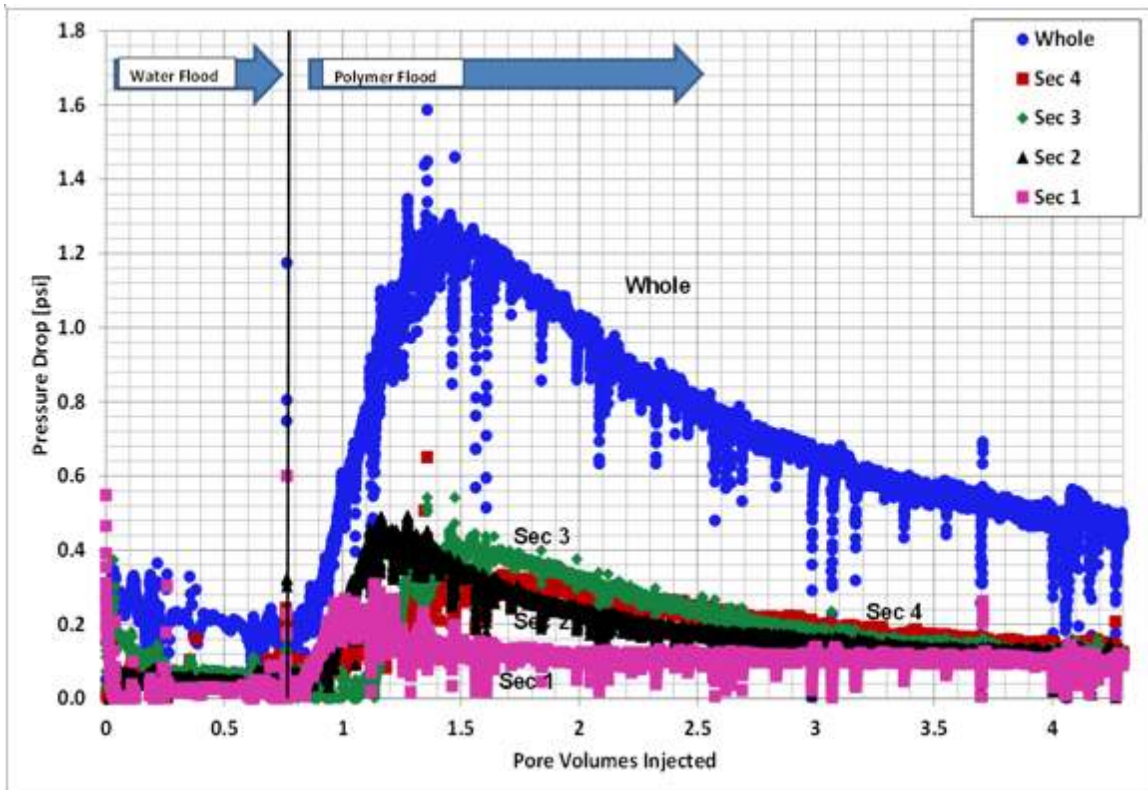 1.8
1.6
1.4
1.2
1.0
0.8
0.6
0.4
0.2
0.0
Pressure Drop [psi]
Water Flood
Polymer Flood
Whole
Sec 4
Sec 3
Sec 2
Sec 1
Whole
Sec 3
Sec 4
Sec 2
Sec 1
0 0.5 1 1.5 2 2.5 3 3.5 4
Pore Volumes Injected